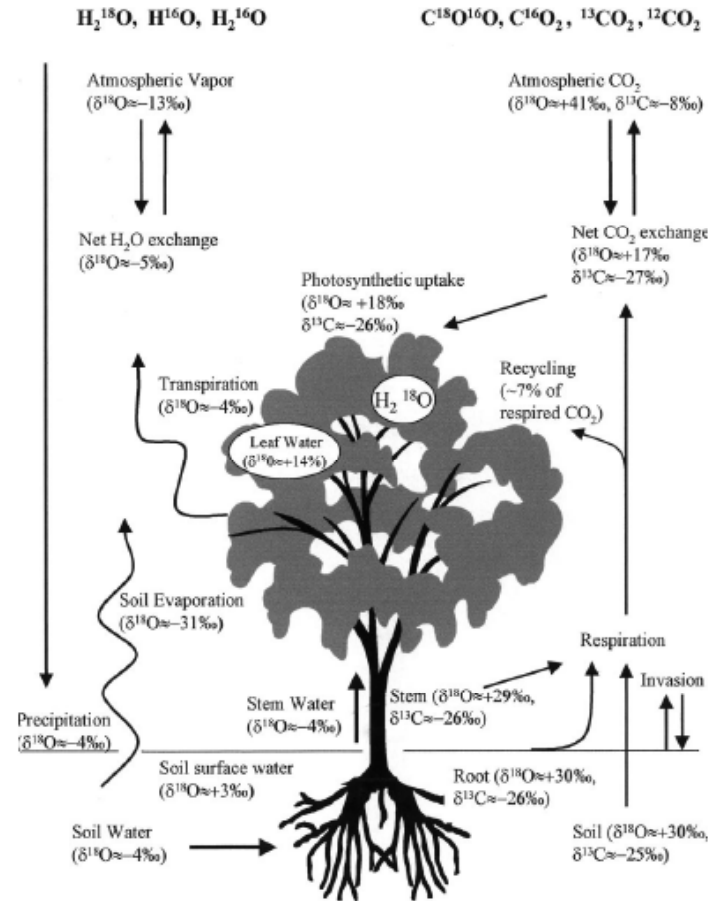 H₂¹⁸O, H¹⁶O, H₂¹⁶O
C¹⁸O¹⁶O, C¹⁶O₂, ¹³CO₂, ¹²CO₂
Atmospheric Vapor
(δ¹⁸O≈−13‰)
Atmospheric CO₂
(δ¹⁸O≈+41‰, δ¹³C≈−8‰)
Net H₂O exchange
(δ¹⁸O≈−5‰)
Net CO₂ exchange
(δ¹⁸O≈+17‰
δ¹³C≈−27‰)
Photosynthetic uptake
(δ¹⁸O≈ +18‰
δ¹³C≈−26‰)
Transpiration
(δ¹⁸O≈−4‰)
Recycling
(~7% of
respired CO₂)
H₂ ¹⁸O
Leaf Water
(δ¹⁸0≈+14%)
Soil Evaporation
(δ¹⁸O≈−31‰)
Respiration
Invasion
Stem Water
(δ¹⁸O≈−4‰)
Stem (δ¹⁸O≈+29‰,
δ¹³C≈−26‰)
Precipitation
(δ¹⁸O≈−4‰)
Soil surface water
(δ¹⁸O≈+3‰)
Root (δ¹⁸O≈+30‰,
δ¹³C≈−26‰)
Soil Water
(δ¹⁸O≈−4‰)
Soil (δ¹⁸O≈+30‰,
δ¹³C≈−25‰)